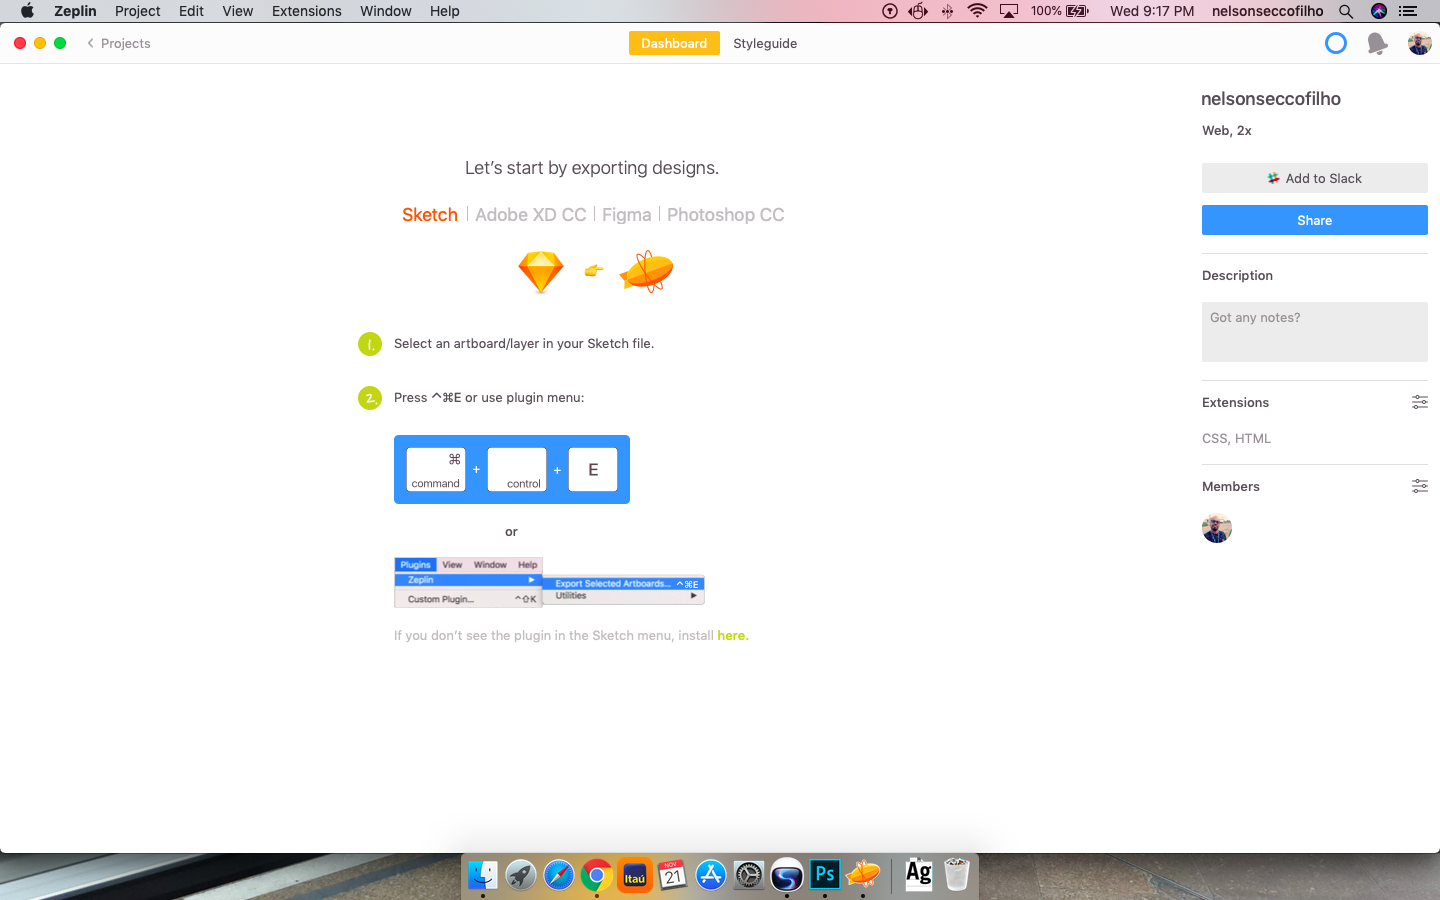 Zeplin Project Edit View Extensions Window Help 100% Wed 9:17 PM nelsonseccofilho
Projects Dashboard Styleguide
nelsonseccofilho
Web, 2x
Add to Slack
Share
Description
Got any notes?
Extensions
CSS, HTML
Members
Let's start by exporting designs.
Sketch | Adobe XD CC | Figma | Photoshop CC
1. Select an artboard/layer in your Sketch file.
2. Press ^⌘E or use plugin menu:
⌘
command + control + E
or
Plugins View Window Help
Zeplin ▶ Export Selected Artboards... ^⌘E
Utilities ▶
Custom Plugin... ^⇧K
If you don't see the plugin in the Sketch menu, install here.
Itaú NOV 21 Ps Ag